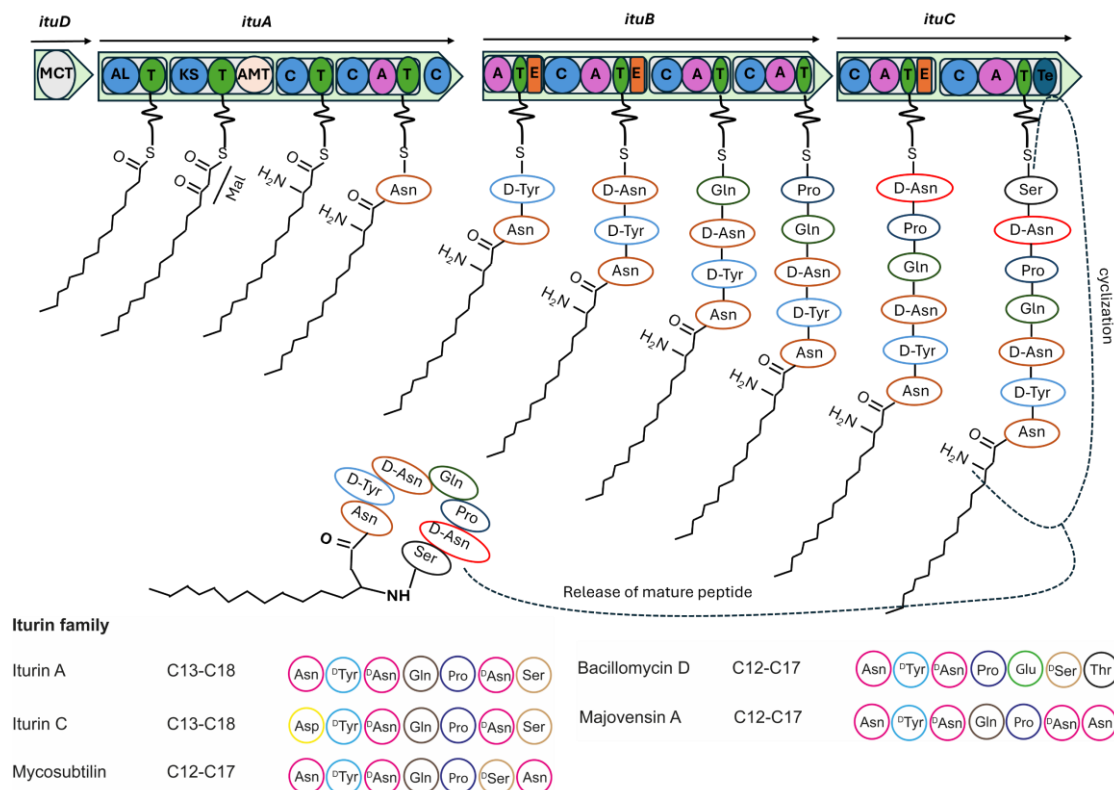 ituD ituA ituB ituC
MCT AL T KS T AMT C T C A T C A T E C A T E C A T C A T C A T E C A T Te
S S S S S S S S S S
O O O Mal H₂N O H₂N O Asn
D-Tyr D-Asn Gln Pro D-Asn Ser
Asn D-Tyr D-Asn Gln Pro D-Asn
Asn D-Tyr D-Asn Gln Pro
Asn D-Tyr D-Asn Gln
Asn D-Tyr D-Asn
Asn D-Tyr
Asn
H₂N O H₂N O H₂N O H₂N O H₂N O H₂N O
cyclization
D-Tyr D-Asn Gln
Asn Pro
D-Asn
O Ser
NH
Release of mature peptide
Iturin family
Iturin A C13-C18 Asn DTyr DAsn Gln Pro DAsn Ser
Iturin C C13-C18 Asp DTyr DAsn Gln Pro DAsn Ser
Mycosubtilin C12-C17 Asn DTyr DAsn Gln Pro DSer Asn
Bacillomycin D C12-C17 Asn DTyr DAsn Pro Glu DSer Thr
Majovensin A C12-C17 Asn DTyr DAsn Gln Pro DAsn Asn